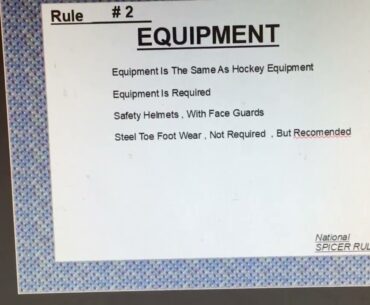 Rule # 2
EQUIPMENT
Equipment Is The Same As Hockey Equipment
Equipment Is Required
Safety Helmets , With Face Guards
Steel Toe Foot Wear , Not Required , But Recomended
National
SPICER RUL